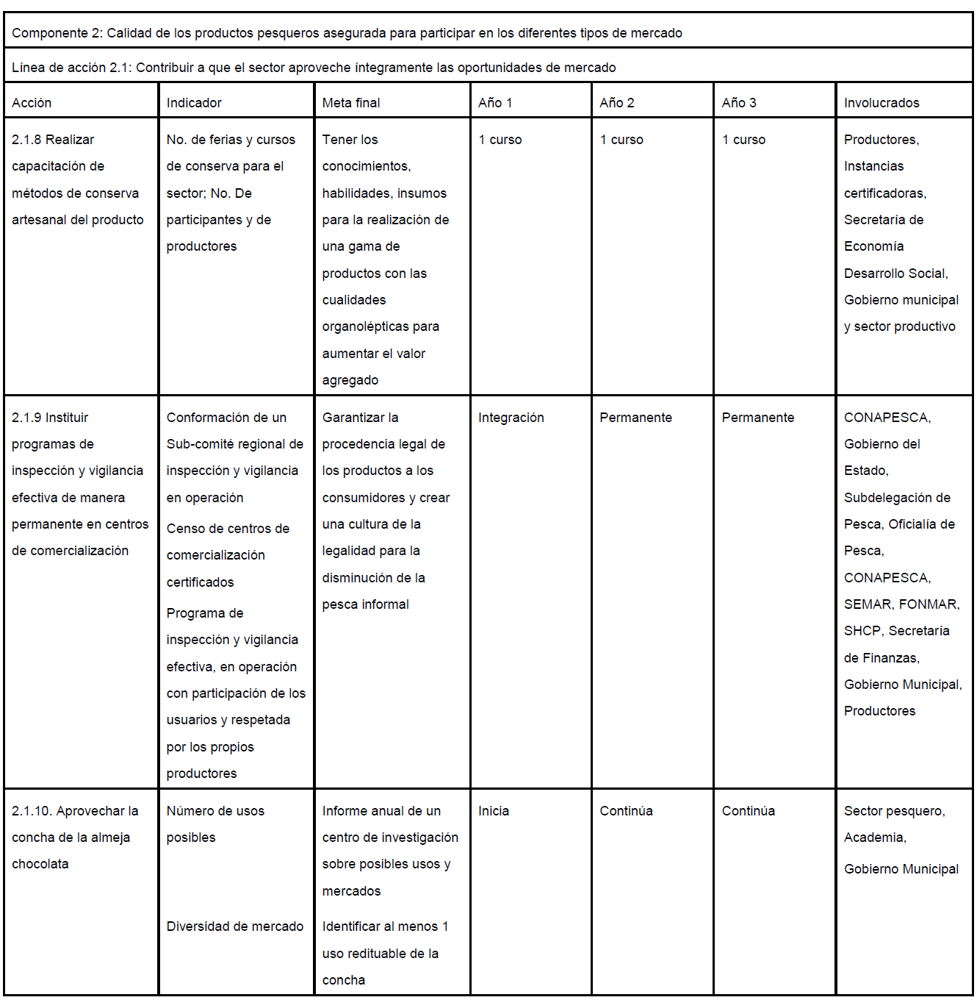 Componente 2: Calidad de los productos pesqueros asegurada para participar en los diferentes tipos de mercado
Línea de acción 2.1: Contribuir a que el sector aproveche íntegramente las oportunidades de mercado
Acción
Indicador
Meta final
Año 1
Año 2
Año 3
Involucrados
2.1.8 Realizar
capacitación de
métodos de conserva
artesanal del producto
No. de ferias y cursos
de conserva para el
sector; No. De
participantes y de
productores
Tener los
conocimientos,
habilidades, insumos
para la realización de
una gama de
productos con las
cualidades
organolépticas para
aumentar el valor
agregado
1 curso
1 curso
1 curso
Productores,
Instancias
certificadoras,
Secretaría de
Economía
Desarrollo Social,
Gobierno municipal
y sector productivo
2.1.9 Instituir
programas de
inspección y vigilancia
efectiva de manera
permanente en centros
de comercialización
Conformación de un
Sub-comité regional de
inspección y vigilancia
en operación
Censo de centros de
comercialización
certificados
Programa de
inspección y vigilancia
efectiva, en operación
con participación de los
usuarios y respetada
por los propios
productores
Garantizar la
procedencia legal de
los productos a los
consumidores y crear
una cultura de la
legalidad para la
disminución de la
pesca informal
Integración
Permanente
Permanente
CONAPESCA,
Gobierno del
Estado,
Subdelegación de
Pesca, Oficialía de
Pesca,
CONAPESCA,
SEMAR, FONMAR,
SHCP, Secretaría
de Finanzas,
Gobierno Municipal,
Productores
2.1.10. Aprovechar la
concha de la almeja
chocolata
Número de usos
posibles
Diversidad de mercado
Informe anual de un
centro de investigación
sobre posibles usos y
mercados
Identificar al menos 1
uso redituable de la
concha
Inicia
Continúa
Continúa
Sector pesquero,
Academia,
Gobierno Municipal